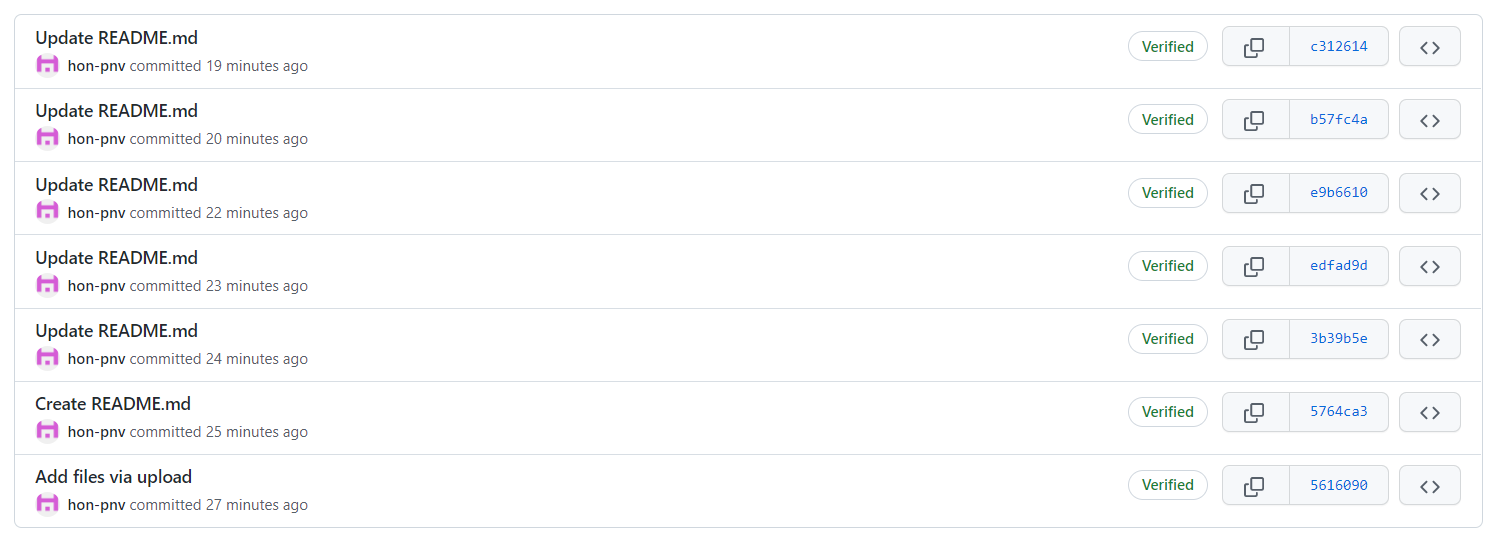 Update README.md
hon-pnv committed 19 minutes ago
Verified
c312614
Update README.md
hon-pnv committed 20 minutes ago
Verified
b57fc4a
Update README.md
hon-pnv committed 22 minutes ago
Verified
e9b6610
Update README.md
hon-pnv committed 23 minutes ago
Verified
edfad9d
Update README.md
hon-pnv committed 24 minutes ago
Verified
3b39b5e
Create README.md
hon-pnv committed 25 minutes ago
Verified
5764ca3
Add files via upload
hon-pnv committed 27 minutes ago
Verified
5616090